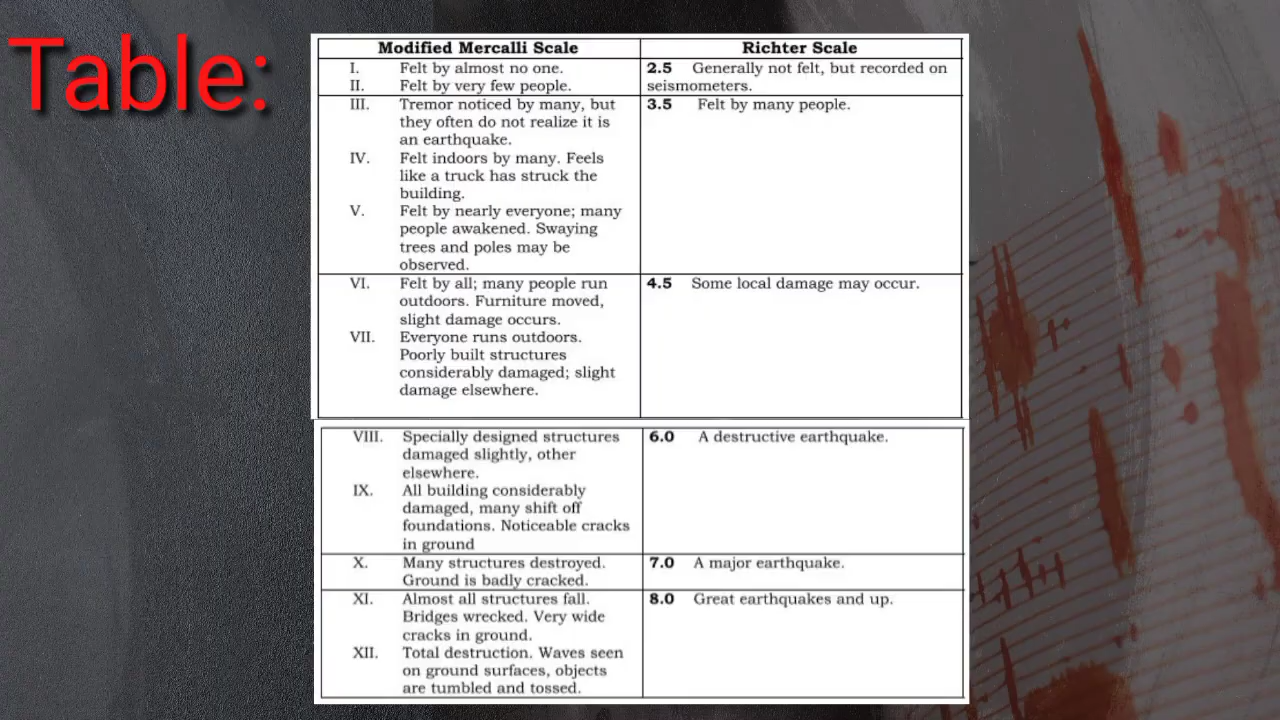 Table:
Modified Mercalli Scale Richter Scale
I. Felt by almost no one. 2.5 Generally not felt, but recorded on
II. Felt by very few people. seismometers.
III. Tremor noticed by many, but 3.5 Felt by many people.
they often do not realize it is
an earthquake.
IV. Felt indoors by many. Feels
like a truck has struck the
building.
V. Felt by nearly everyone; many
people awakened. Swaying
trees and poles may be
observed.
VI. Felt by all; many people run 4.5 Some local damage may occur.
outdoors. Furniture moved,
slight damage occurs.
VII. Everyone runs outdoors.
Poorly built structures
considerably damaged; slight
damage elsewhere.
VIII. Specially designed structures 6.0 A destructive earthquake.
damaged slightly, other
elsewhere.
IX. All building considerably
damaged, many shift off
foundations. Noticeable cracks
in ground
X. Many structures destroyed. 7.0 A major earthquake.
Ground is badly cracked.
XI. Almost all structures fall. 8.0 Great earthquakes and up.
Bridges wrecked. Very wide
cracks in ground.
XII. Total destruction. Waves seen
on ground surfaces, objects
are tumbled and tossed.